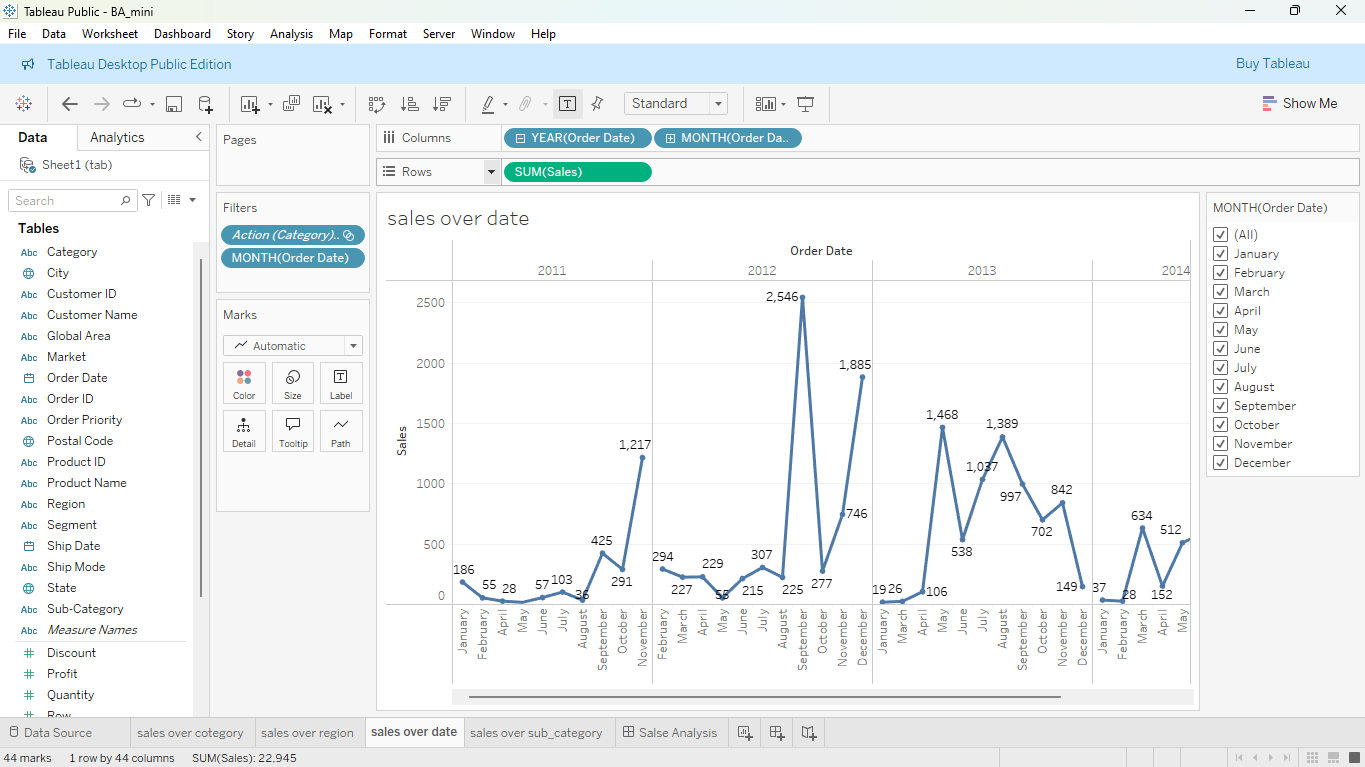 Tableau Public - BA_mini
File Data Worksheet Dashboard Story Analysis Map Format Server Window Help
Tableau Desktop Public Edition Buy Tableau
Standard Show Me
Data Analytics
Sheet1 (tab)
Search
Tables
Abc Category
City
Abc Customer ID
Abc Customer Name
Abc Global Area
Abc Market
Order Date
Abc Order ID
Abc Order Priority
Postal Code
Abc Product ID
Abc Product Name
Abc Region
Abc Segment
Ship Date
Abc Ship Mode
State
Abc Sub-Category
Abc Measure Names
# Discount
# Profit
# Quantity
# Row
Pages
Filters
Action (Category)..
MONTH(Order Date)
Marks
Automatic
Color Size Label
Detail Tooltip Path
Columns YEAR(Order Date) MONTH(Order Da..
Rows SUM(Sales)
sales over date
Order Date
2011 2012 2013 2014
Sales
2500
2000
1500
1000
500
0
186 55 28 57 103 36 425 291 1,217
294 227 229 55 215 307 225 2,546 277 746 1,885
19 26 106 1,468 538 1,037 1,389 997 702 842 149
37 28 634 152 512
January February April May June July August September October November
February March April May June July August September October November December
January March April May June July August September October November December
January February March April May
MONTH(Order Date)
(All)
January
February
March
April
May
June
July
August
September
October
November
December
Data Source sales over cotegory sales over region sales over date sales over sub_category Salse Analysis
44 marks 1 row by 44 columns SUM(Sales): 22,945